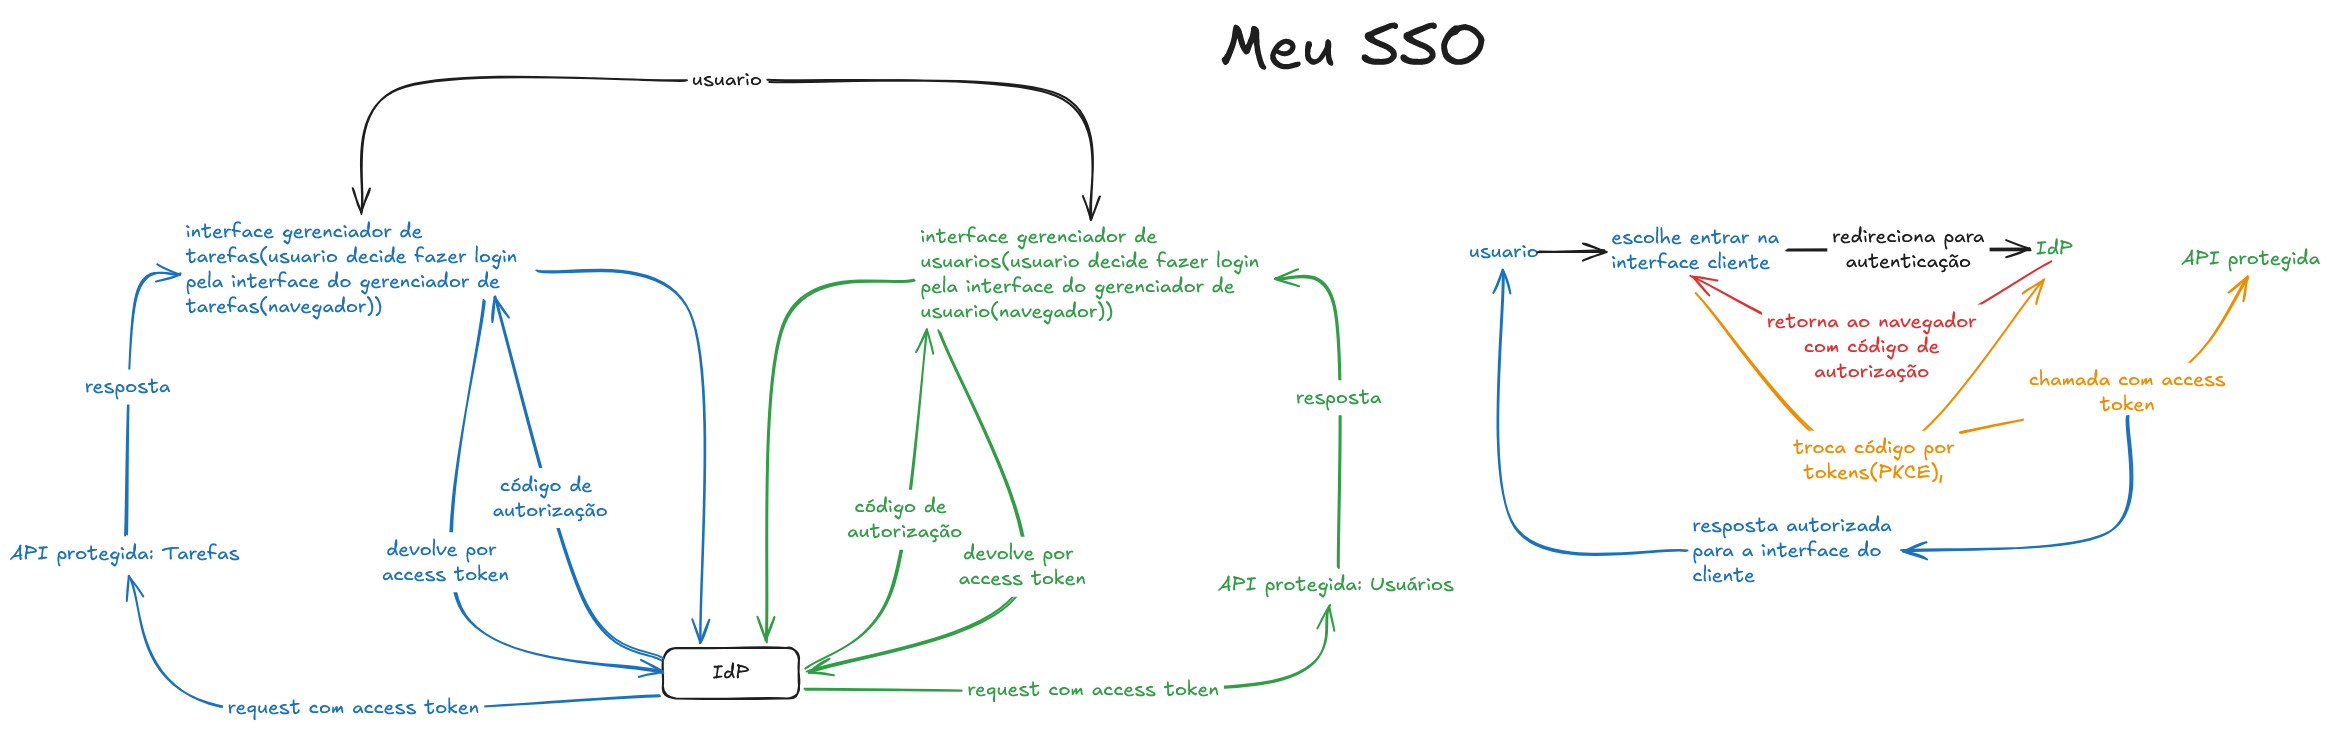 Meu SSO
usuario
interface gerenciador de
tarefas(usuario decide fazer login
pela interface do gerenciador de
tarefas(navegador))
resposta
código de
autorização
devolve por
access token
API protegida: Tarefas
request com access token
IdP
interface gerenciador de
usuarios(usuario decide fazer login
pela interface do gerenciador de
usuario(navegador))
resposta
código de
autorização
devolve por
access token
API protegida: Usuários
request com access token
usuario
escolhe entrar na
interface cliente
redireciona para
autenticação
IdP
API protegida
retorna ao navegador
com código de
autorização
chamada com access
token
troca código por
tokens(PKCE),
resposta autorizada
para a interface do
cliente